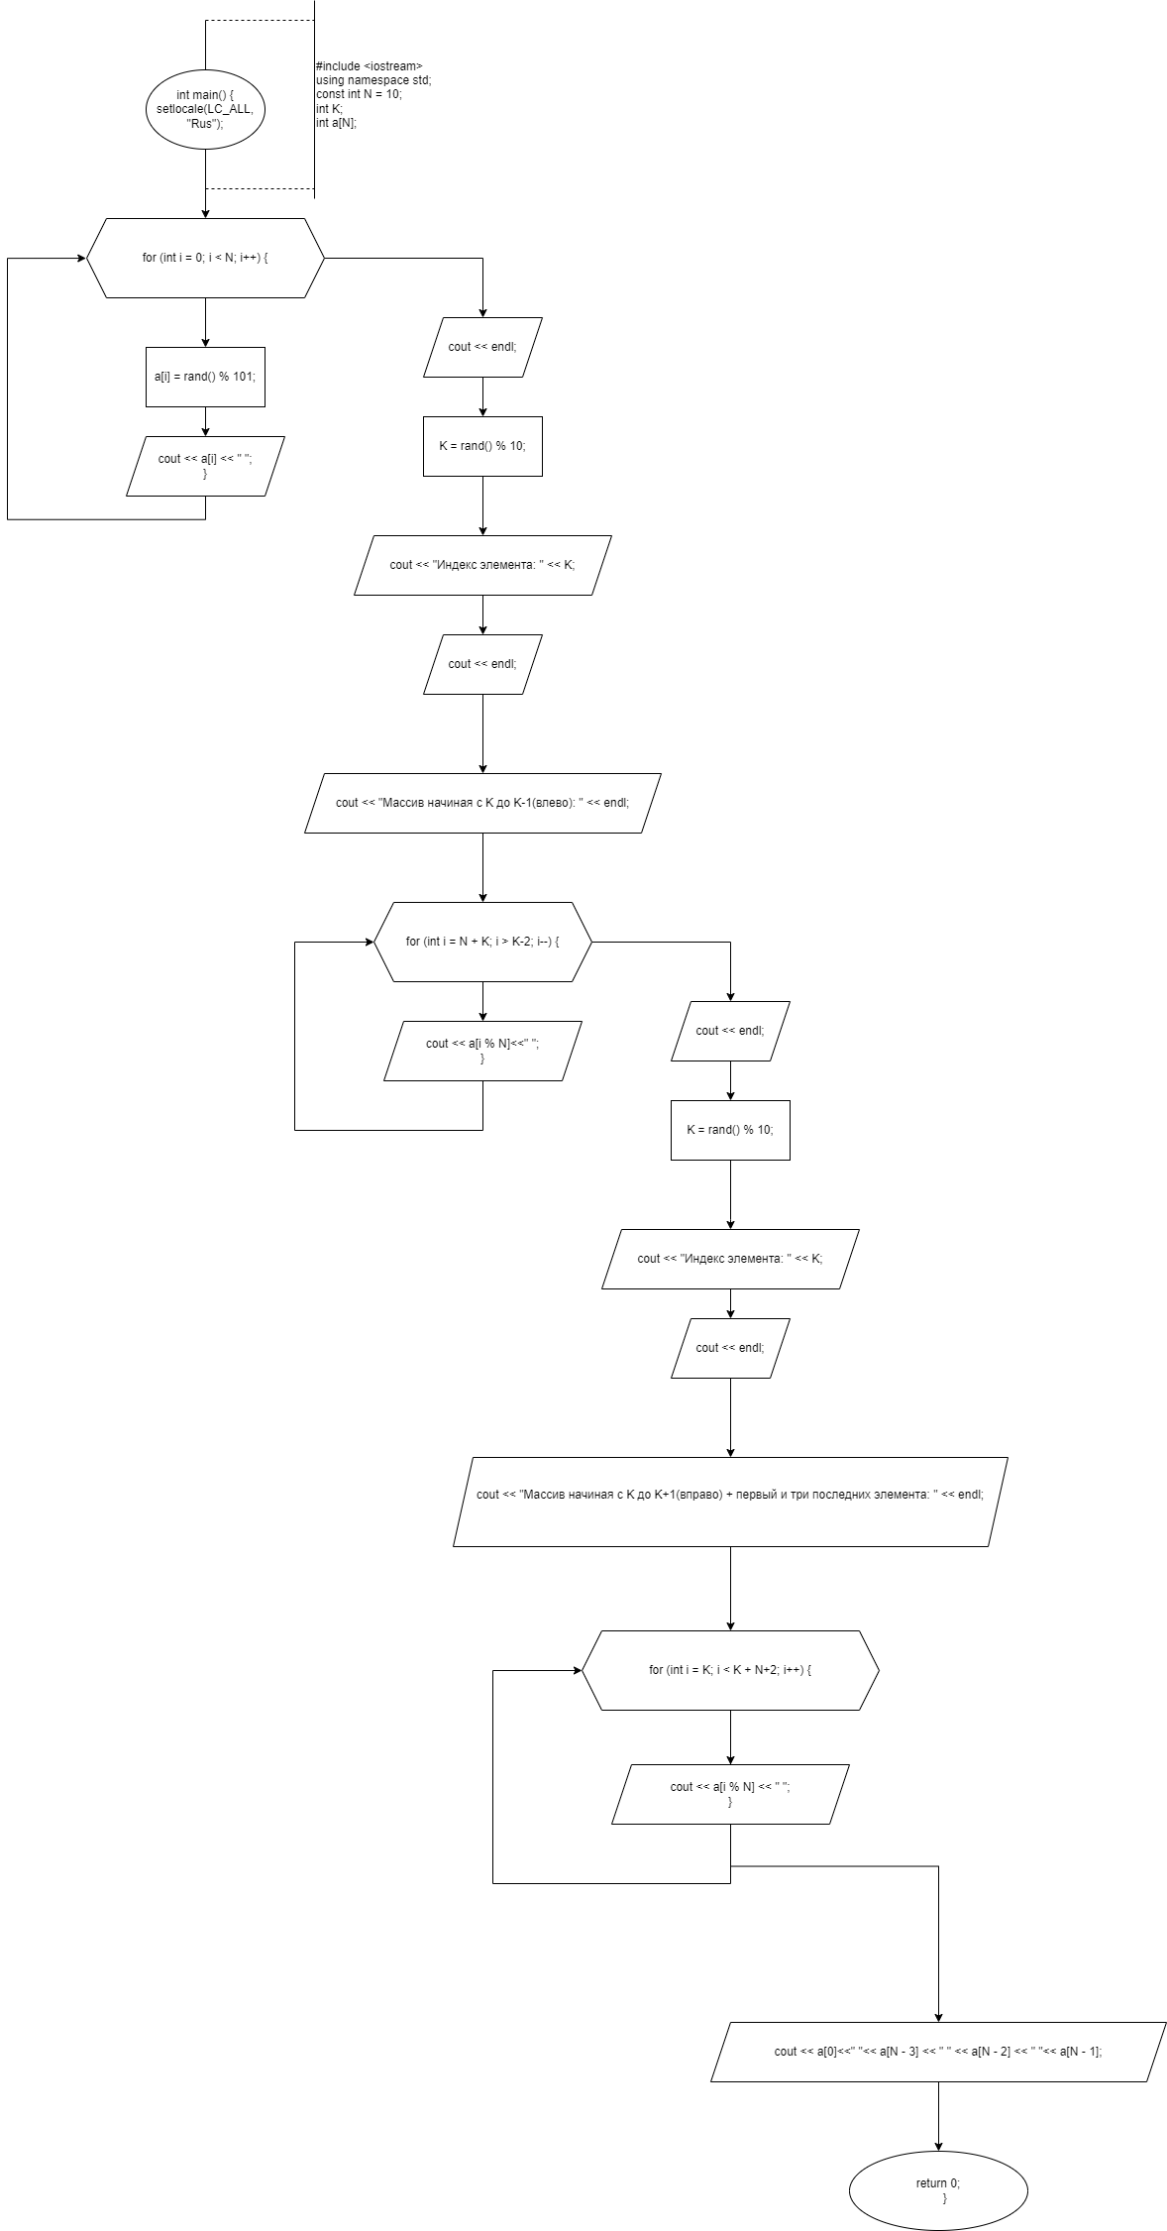 #include <iostream>
using namespace std;
const int N = 10;
int K;
int a[N];
int main() {
setlocale(LC_ALL,
"Rus");
for (int i = 0; i < N; i++) {
a[i] = rand() % 101;
cout << a[i] << " ";
}
cout << endl;
K = rand() % 10;
cout << "Индекс элемента: " << K;
cout << endl;
cout << "Массив начиная с K до K-1(влево): " << endl;
for (int i = N + K; i > K-2; i--) {
cout << a[i % N]<<" ";
}
cout << endl;
K = rand() % 10;
cout << "Индекс элемента: " << K;
cout << endl;
cout << "Массив начиная с K до K+1(вправо) + первый и три последних элемента: " << endl;
for (int i = K; i < K + N+2; i++) {
cout << a[i % N] << " ";
}
cout << a[0]<<" "<< a[N - 3] << " " << a[N - 2] << " "<< a[N - 1];
return 0;
}